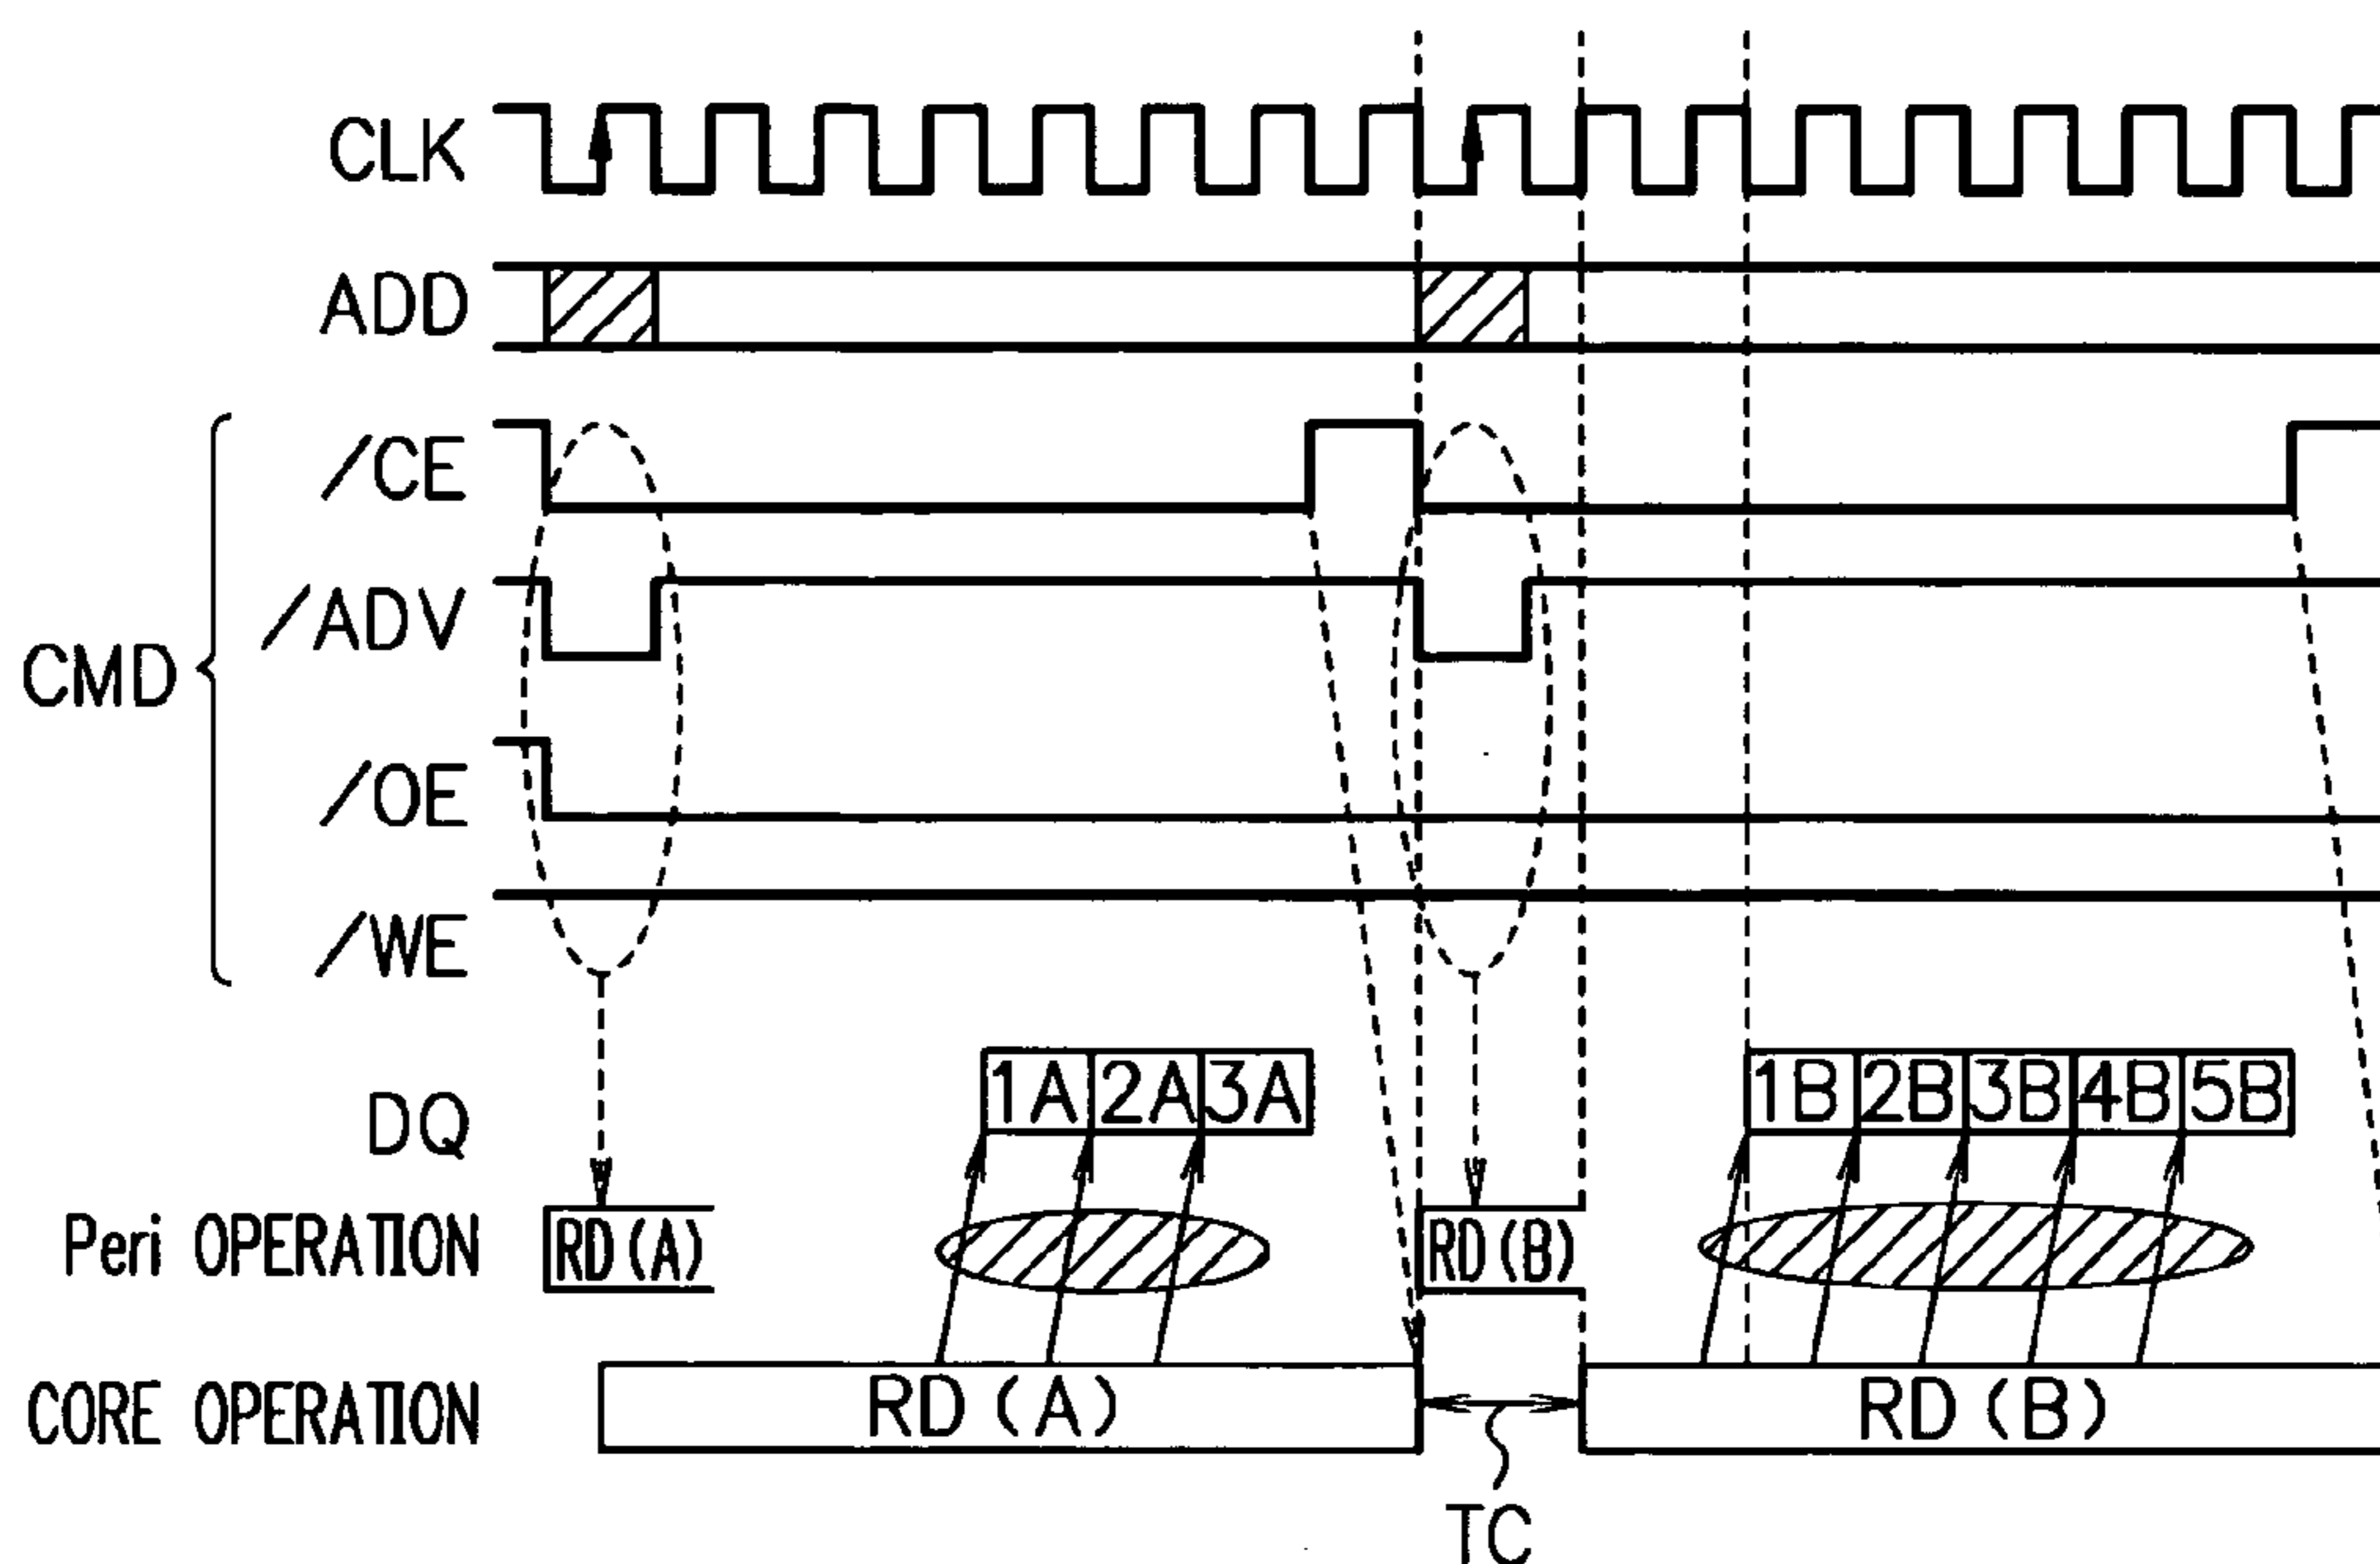 CLK
ADD
CMD
/CE
/ADV
/OE
/WE
DQ 1A 2A 3A 1B 2B 3B 4B 5B
Peri OPERATION RD(A) RD(B)
CORE OPERATION RD(A) RD(B)
TC